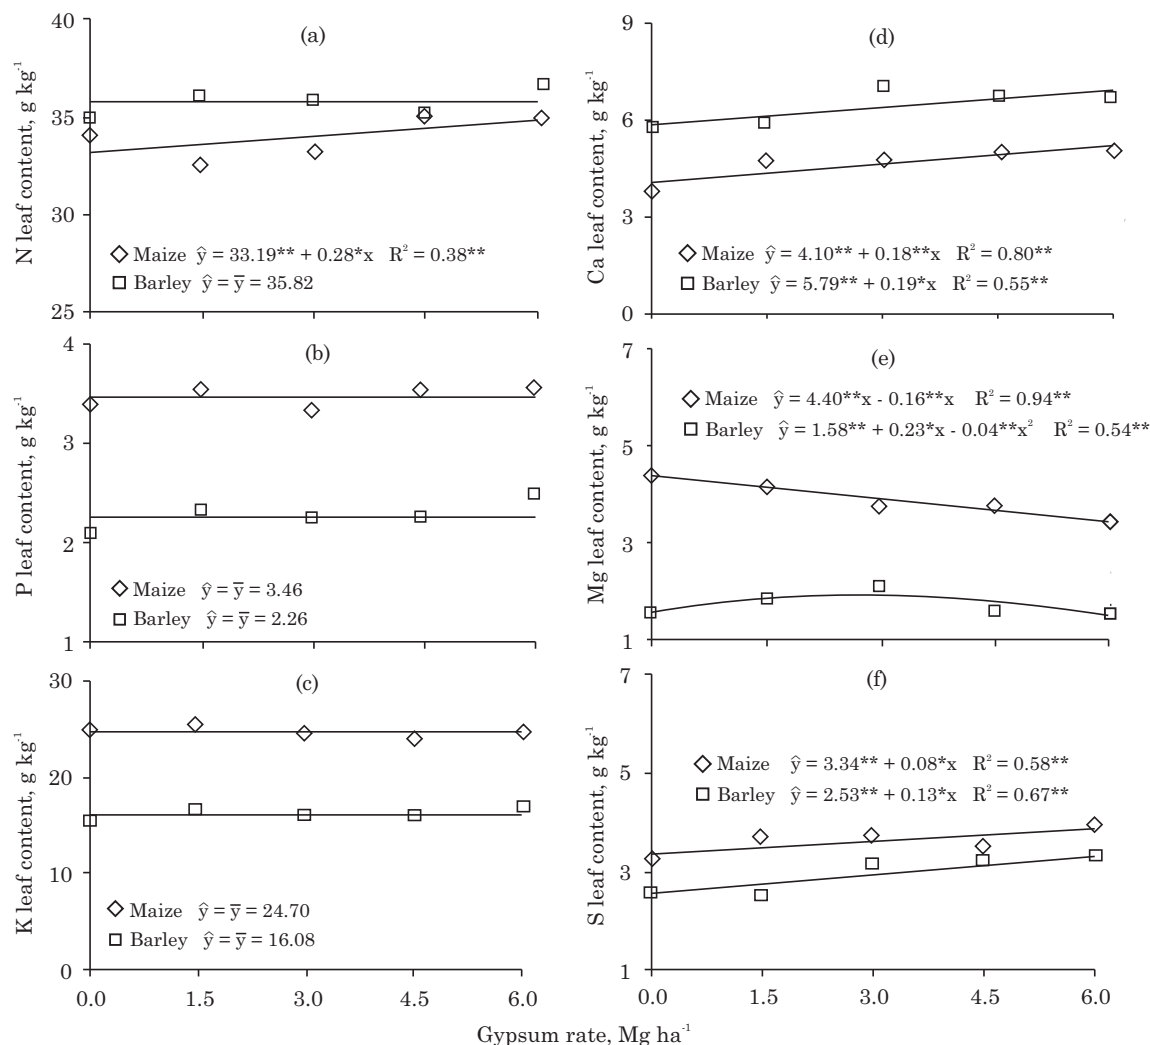 (a)
N leaf content, g kg⁻¹
40
35
30
25
Maize ŷ = 33.19** + 0.28*x R² = 0.38**
Barley ŷ = ȳ = 35.82
(d)
Ca leaf content, g kg⁻¹
9
6
3
0
Maize ŷ = 4.10** + 0.18**x R² = 0.80**
Barley ŷ = 5.79** + 0.19*x R² = 0.55**
(b)
P leaf content, g kg⁻¹
4
3
2
1
Maize ŷ = ȳ = 3.46
Barley ŷ = ȳ = 2.26
(e)
Mg leaf content, g kg⁻¹
7
5
3
1
Maize ŷ = 4.40**x - 0.16**x R² = 0.94**
Barley ŷ = 1.58** + 0.23*x - 0.04**x² R² = 0.54**
(c)
K leaf content, g kg⁻¹
30
20
10
0
Maize ŷ = ȳ = 24.70
Barley ŷ = ȳ = 16.08
0.0 1.5 3.0 4.5 6.0
(f)
S leaf content, g kg⁻¹
7
5
3
1
Maize ŷ = 3.34** + 0.08*x R² = 0.58**
Barley ŷ = 2.53** + 0.13*x R² = 0.67**
0.0 1.5 3.0 4.5 6.0
Gypsum rate, Mg ha⁻¹